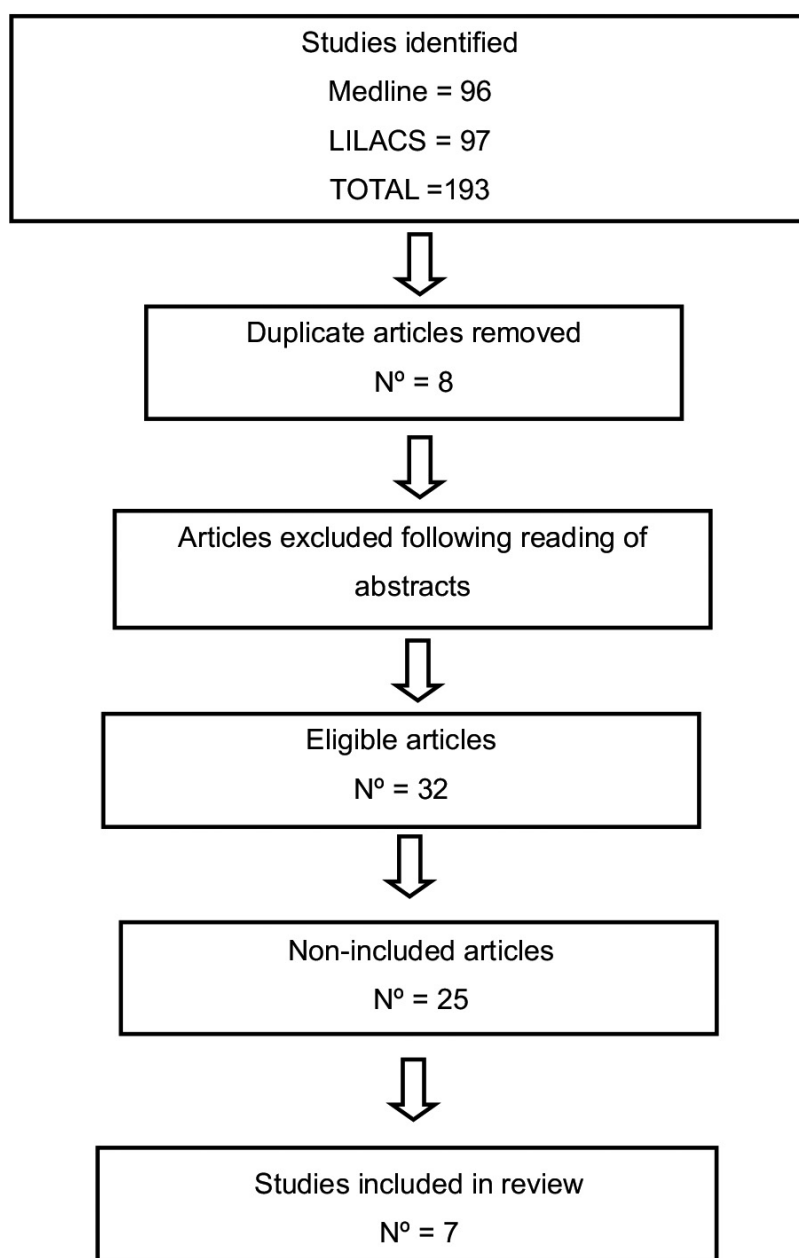 Studies identified
Medline = 96
LILACS = 97
TOTAL =193
Duplicate articles removed
Nº = 8
Articles excluded following reading of
abstracts
Eligible articles
Nº = 32
Non-included articles
Nº = 25
Studies included in review
Nº = 7